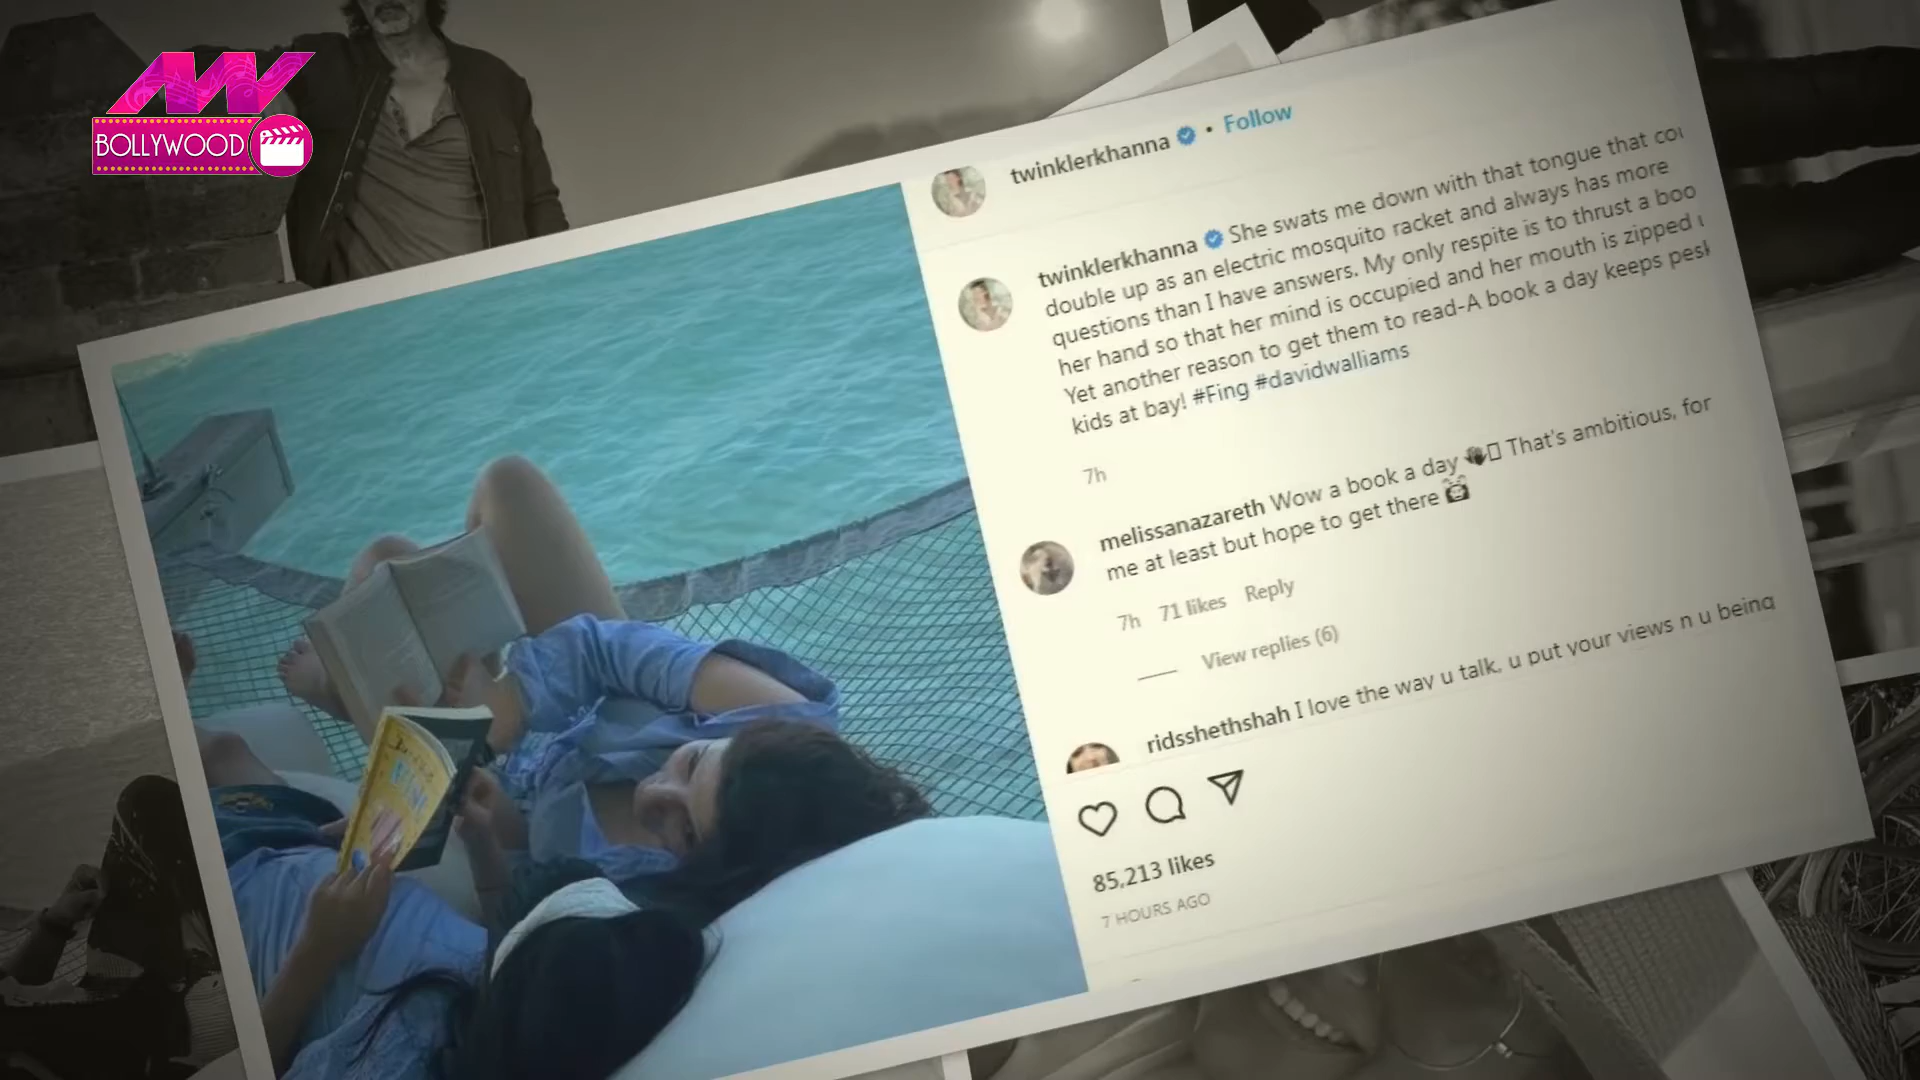 BOLLYWOOD
twinklerkhanna • Follow
twinklerkhanna She swats me down with that tongue that
double up as an electric mosquito racket and always has more
questions than I have answers. My only respite is to thrust a
her hand so that her mind is occupied and her mouth is zipped
Yet another reason to get them to read-A book a day keeps
kids at bay! #Fing #davidwalliams
7h
melissanazareth Wow a book a day That's ambitious, for
me at least but hope to get there
7h 71 likes Reply
View replies (6)
ridsshethshah I love the way u talk, u put your views n u being
85,213 likes
7 HOURS AGO